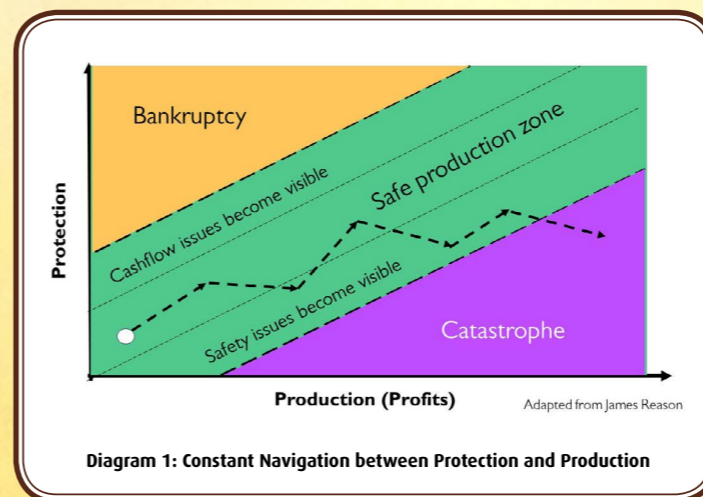 Bankruptcy
Safe production zone
Cashflow issues become visible
Safety issues become visible
Catastrophe
Protection
Production (Profits)
Adapted from James Reason
Diagram 1: Constant Navigation between Protection and Production